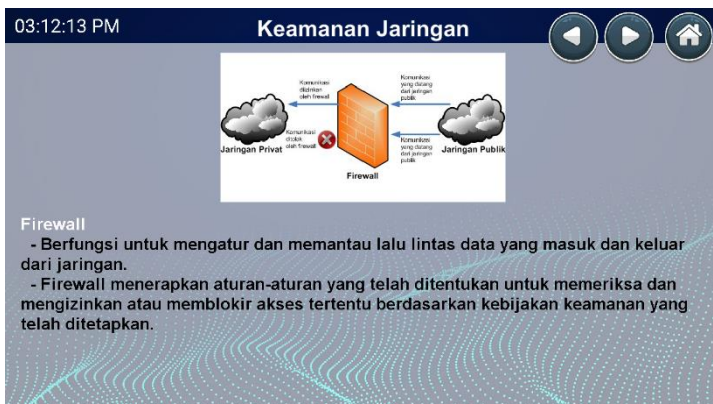 03:12:13 PM
Keamanan Jaringan
Komunikasi
diizinkan
oleh firewall
Komunikasi
yang datang
dari jaringan
publik
Komunikasi
ditolak
oleh firewall
Komunikasi
yang datang
dari jaringan
publik
Jaringan Privat
Jaringan Publik
Firewall
Firewall
- Berfungsi untuk mengatur dan memantau lalu lintas data yang masuk dan keluar
dari jaringan.
- Firewall menerapkan aturan-aturan yang telah ditentukan untuk memeriksa dan
mengizinkan atau memblokir akses tertentu berdasarkan kebijakan keamanan yang
telah ditetapkan.